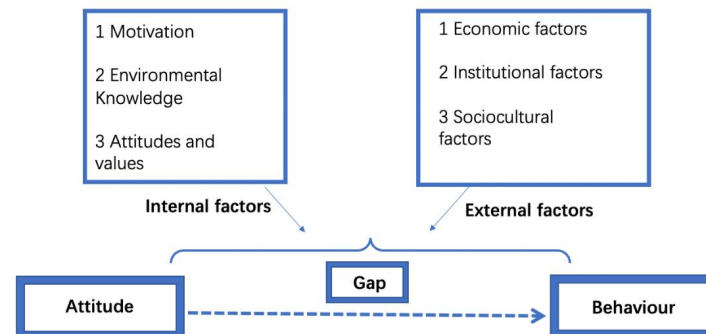 1 Motivation
2 Environmental
Knowledge
3 Attitudes and
values
1 Economic factors
2 Institutional factors
3 Sociocultural
factors
Internal factors
External factors
Gap
Attitude
Behaviour